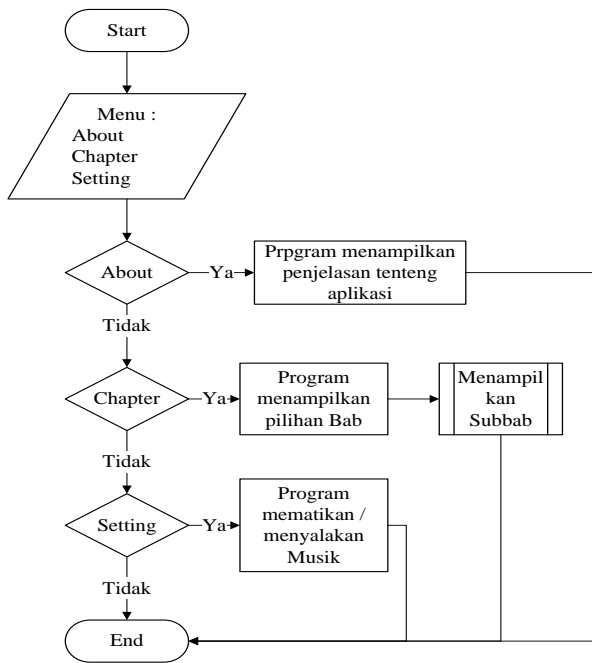 Start
Menu :
About
Chapter
Setting
About
Ya
Prpgram menampilkan
penjelasan tenteng
aplikasi
Tidak
Chapter
Ya
Program
menampilkan
pilihan Bab
Menampil
kan
Subbab
Tidak
Setting
Ya
Program
mematikan /
menyalakan
Musik
Tidak
End